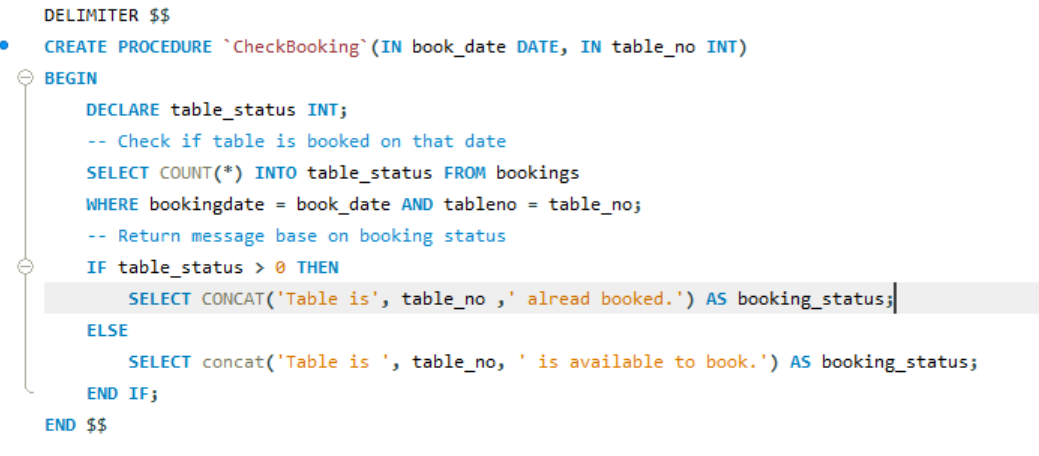 DELIMITER $$
CREATE PROCEDURE `CheckBooking`(IN book_date DATE, IN table_no INT)
BEGIN
DECLARE table_status INT;
-- Check if table is booked on that date
SELECT COUNT(*) INTO table_status FROM bookings
WHERE bookingdate = book_date AND tableno = table_no;
-- Return message base on booking status
IF table_status > 0 THEN
SELECT CONCAT('Table is', table_no ,' alread booked.') AS booking_status;
ELSE
SELECT concat('Table is ', table_no, ' is available to book.') AS booking_status;
END IF;
END $$